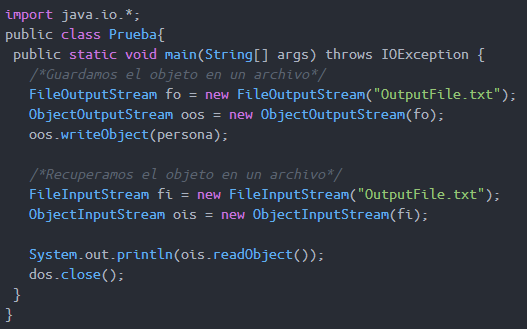 import java.io.*;
public class Prueba{
public static void main(String[] args) throws IOException {
/*Guardamos el objeto en un archivo*/
FileOutputStream fo = new FileOutputStream("OutputFile.txt");
ObjectOutputStream oos = new ObjectOutputStream(fo);
oos.writeObject(persona);
/*Recuperamos el objeto en un archivo*/
FileInputStream fi = new FileInputStream("OutputFile.txt");
ObjectInputStream ois = new ObjectInputStream(fi);
System.out.println(ois.readObject());
dos.close();
}
}